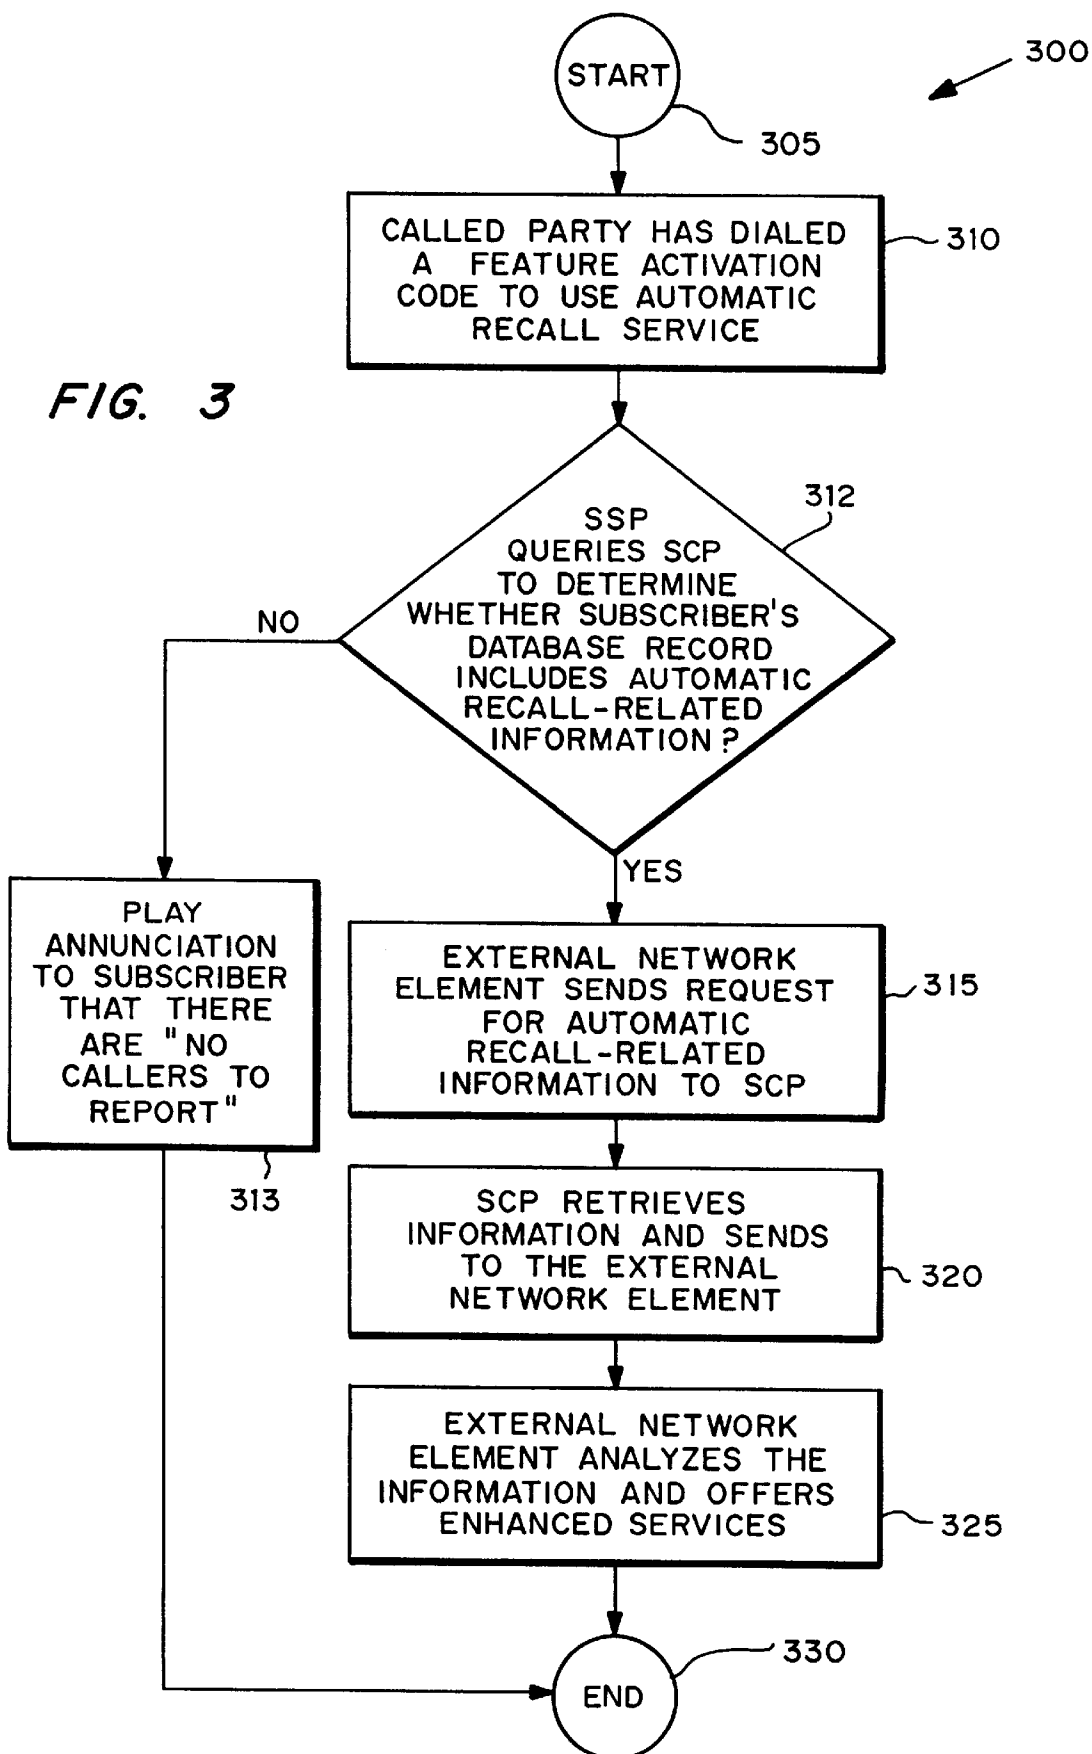 300
START
305
CALLED PARTY HAS DIALED
A FEATURE ACTIVATION
CODE TO USE AUTOMATIC
RECALL SERVICE
310
FIG. 3
312
SSP
QUERIES SCP
TO DETERMINE
WHETHER SUBSCRIBER'S
DATABASE RECORD
INCLUDES AUTOMATIC
RECALL-RELATED
INFORMATION?
NO
YES
PLAY
ANNUNCIATION
TO SUBSCRIBER
THAT THERE
ARE "NO
CALLERS TO
REPORT"
313
EXTERNAL NETWORK
ELEMENT SENDS REQUEST
FOR AUTOMATIC
RECALL-RELATED
INFORMATION TO SCP
315
SCP RETRIEVES
INFORMATION AND SENDS
TO THE EXTERNAL
NETWORK ELEMENT
320
EXTERNAL NETWORK
ELEMENT ANALYZES THE
INFORMATION AND OFFERS
ENHANCED SERVICES
325
330
END